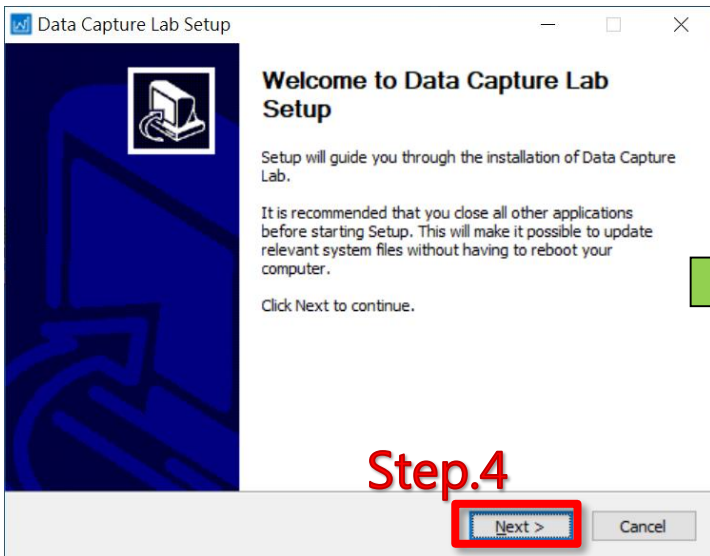 Data Capture Lab Setup
Welcome to Data Capture Lab
Setup
Setup will guide you through the installation of Data Capture
Lab.
It is recommended that you close all other applications
before starting Setup. This will make it possible to update
relevant system files without having to reboot your
computer.
Click Next to continue.
Step.4
Next >
Cancel